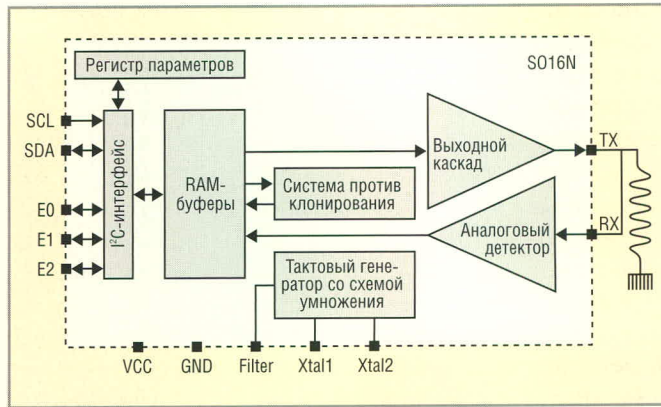 Регистр параметров
SO16N
SCL
SDA
E0
E1
E2
I²C-интерфейс
RAM-
буферы
Система против
клонирования
Выходной
каскад
Аналоговый
детектор
TX
RX
Тактовый гене-
ратор со схемой
умножения
VCC
GND
Filter
Xtal1
Xtal2